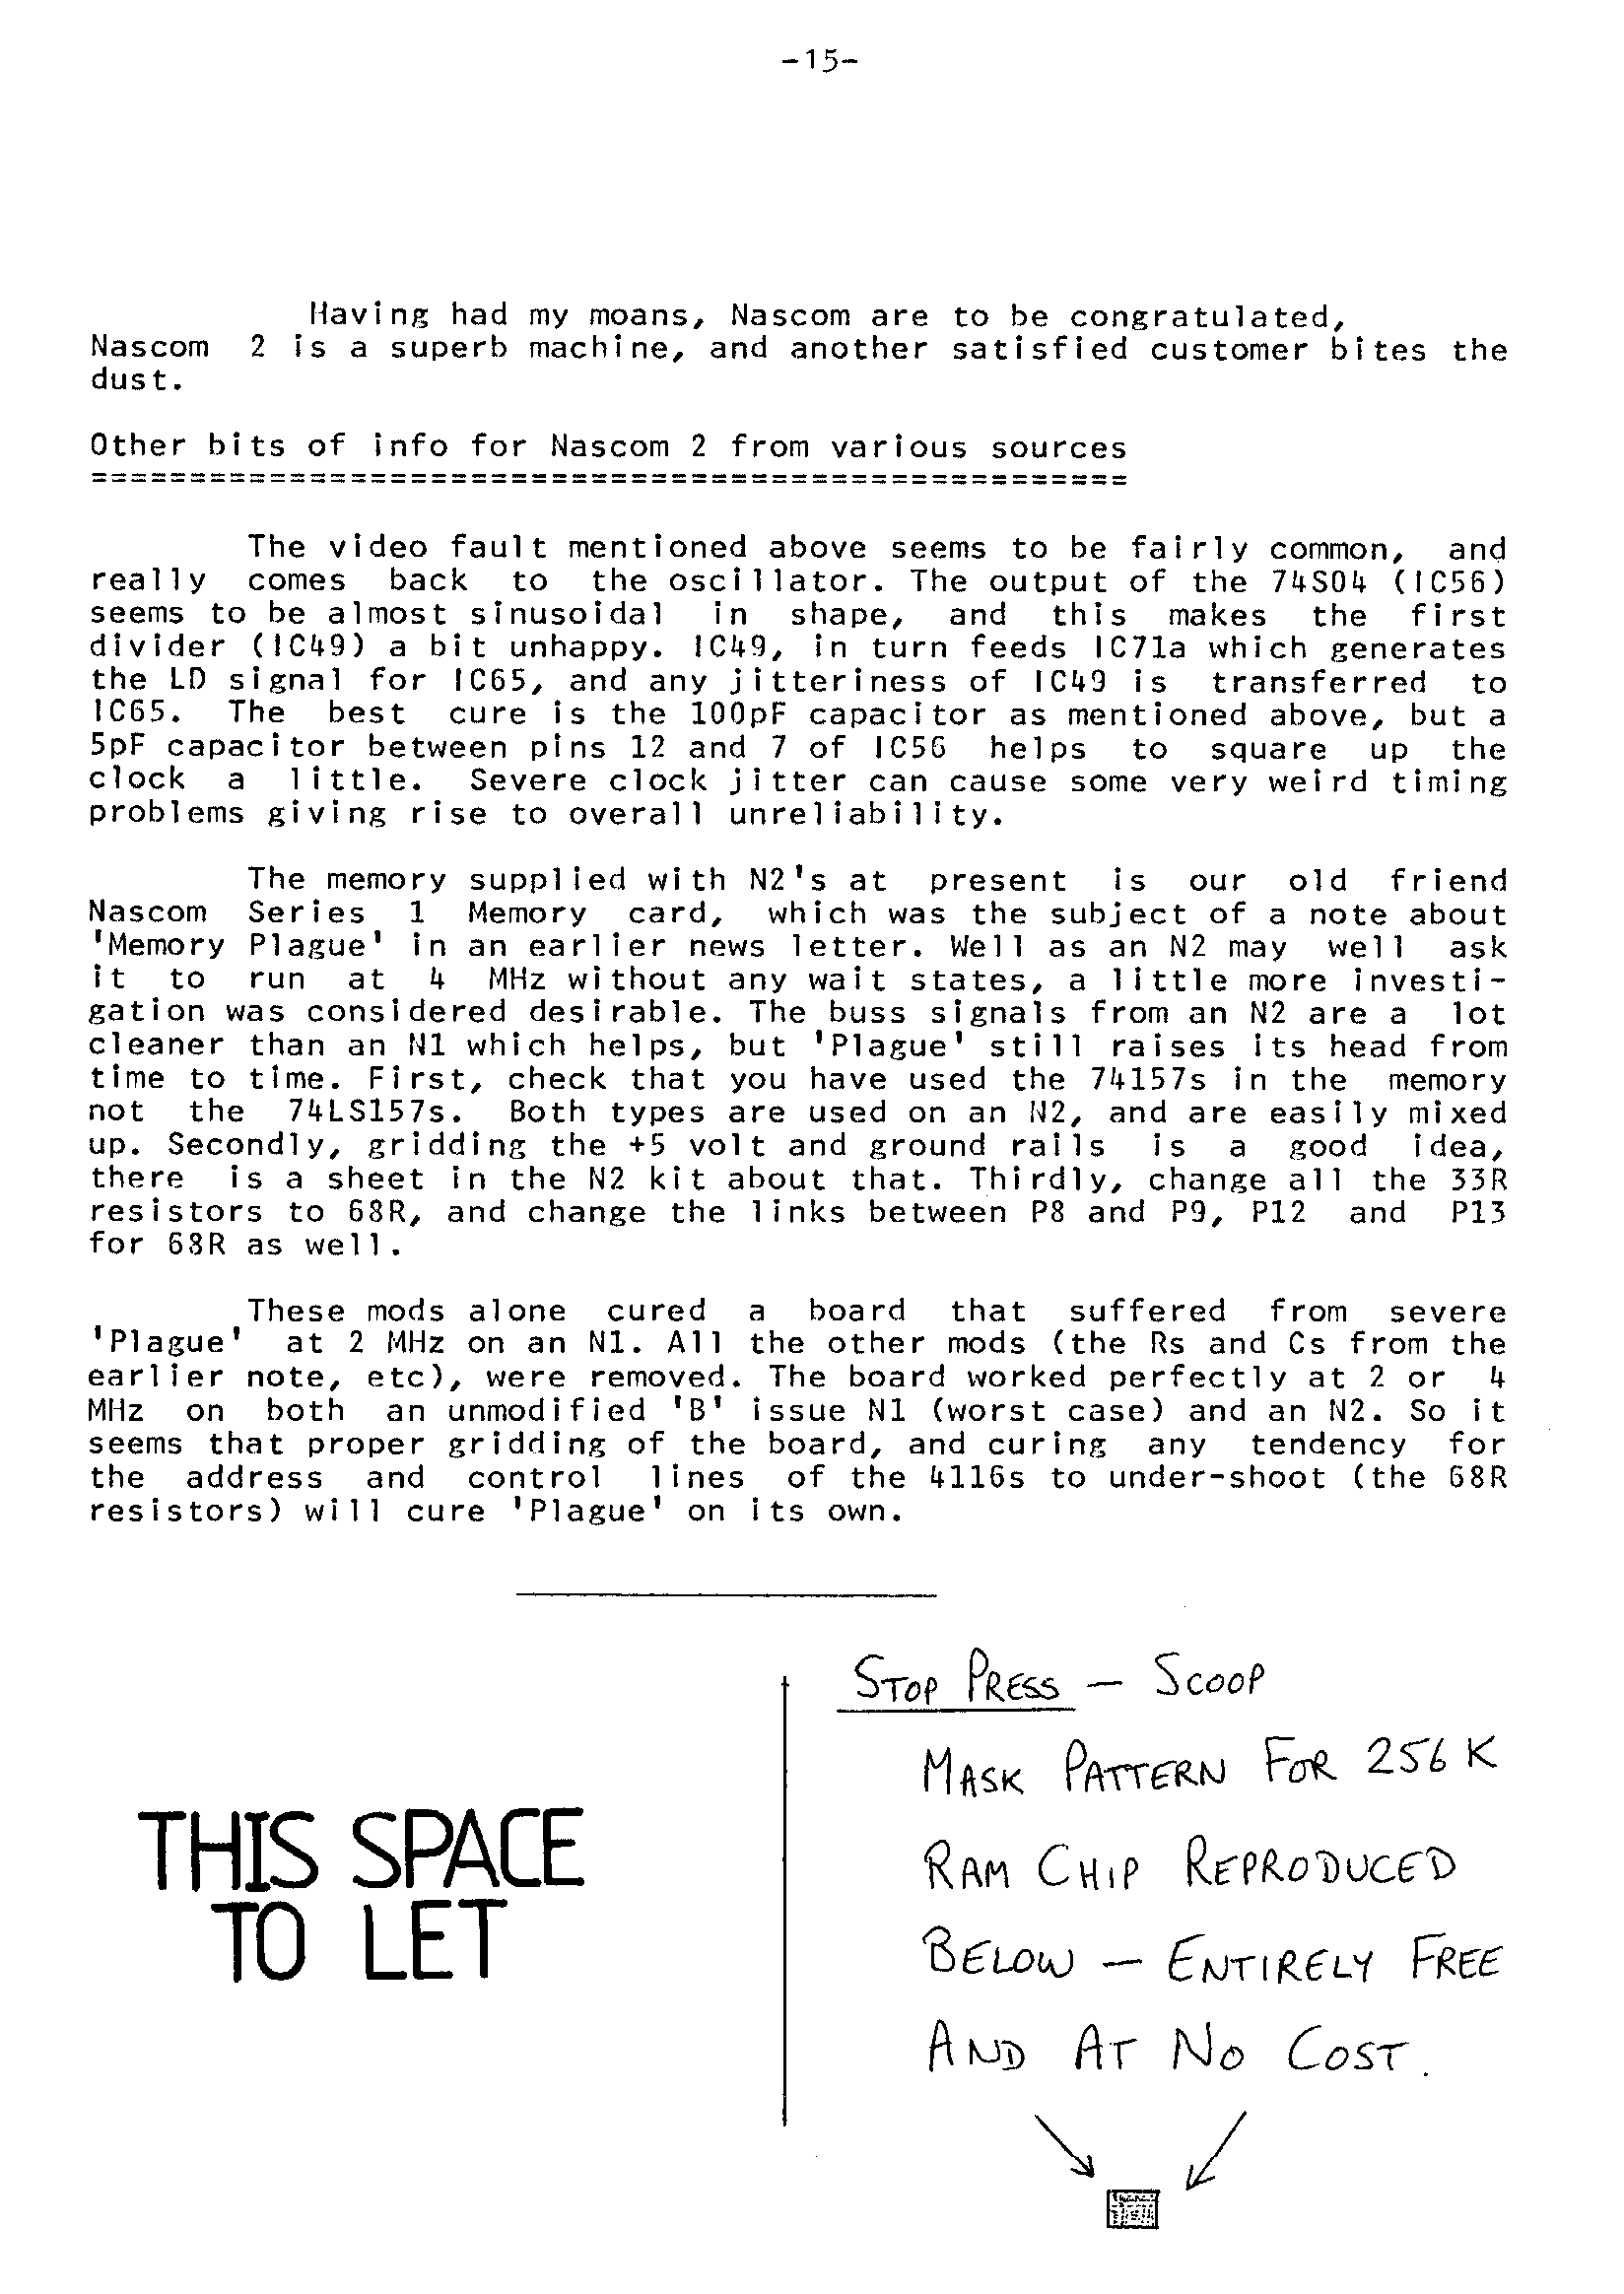 -15-
Having had my moans, Nascom are to be congratulated,
Nascom 2 is a superb machine, and another satisfied customer bites the
dust.
Other bits of info for Nascom 2 from various sources
====================================================
The video fault mentioned above seems to be fairly common, and
really comes back to the oscillator. The output of the 74S04 (IC56)
seems to be almost sinusoidal in shape, and this makes the first
divider (IC49) a bit unhappy. IC49, in turn feeds IC71a which generates
the LD signal for IC65, and any jitteriness of IC49 is transferred to
IC65. The best cure is the 100pF capacitor as mentioned above, but a
5pF capacitor between pins 12 and 7 of IC56 helps to square up the
clock a little. Severe clock jitter can cause some very weird timing
problems giving rise to overall unreliability.
The memory supplied with N2's at present is our old friend
Nascom Series 1 Memory card, which was the subject of a note about
'Memory Plague' in an earlier news letter. Well as an N2 may well ask
it to run at 4 MHz without any wait states, a little more investi-
gation was considered desirable. The buss signals from an N2 are a lot
cleaner than an N1 which helps, but 'Plague' still raises its head from
time to time. First, check that you have used the 74157s in the memory
not the 74LS157s. Both types are used on an N2, and are easily mixed
up. Secondly, gridding the +5 volt and ground rails is a good idea,
there is a sheet in the N2 kit about that. Thirdly, change all the 33R
resistors to 68R, and change the links between P8 and P9, P12 and P13
for 68R as well.
These mods alone cured a board that suffered from severe
'Plague' at 2 MHz on an N1. All the other mods (the Rs and Cs from the
earlier note, etc), were removed. The board worked perfectly at 2 or 4
MHz on both an unmodified 'B' issue N1 (worst case) and an N2. So it
seems that proper gridding of the board, and curing any tendency for
the address and control lines of the 4116s to under-shoot (the 68R
resistors) will cure 'Plague' on its own.
THIS SPACE
TO LET
STOP PRESS — SCOOP
MASK PATTERN FOR 256 K
RAM CHIP REPRODUCED
BELOW — ENTIRELY FREE
AND AT NO COST.